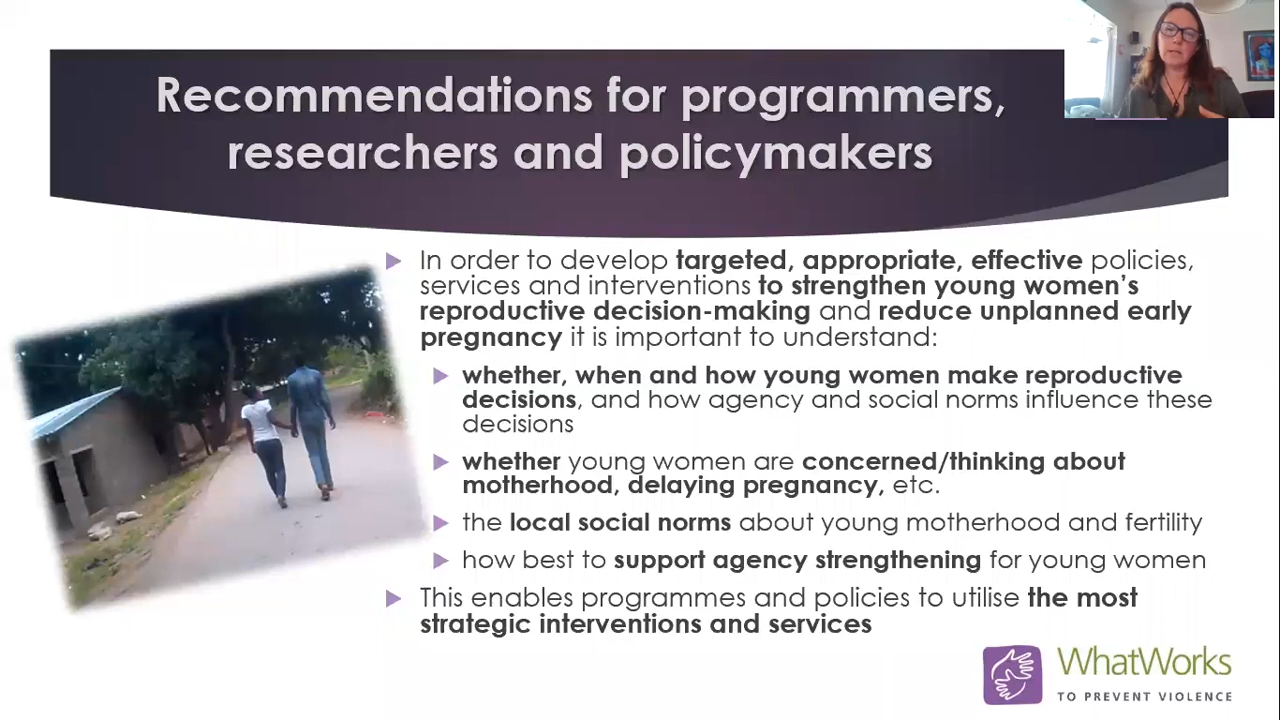 Recommendations for programmers,
researchers and policymakers
In order to develop targeted, appropriate, effective policies,
services and interventions to strengthen young women's
reproductive decision-making and reduce unplanned early
pregnancy it is important to understand:
whether, when and how young women make reproductive
decisions, and how agency and social norms influence these
decisions
whether young women are concerned/thinking about
motherhood, delaying pregnancy, etc.
the local social norms about young motherhood and fertility
how best to support agency strengthening for young women
This enables programmes and policies to utilise the most
strategic interventions and services
WhatWorks
TO PREVENT VIOLENCE